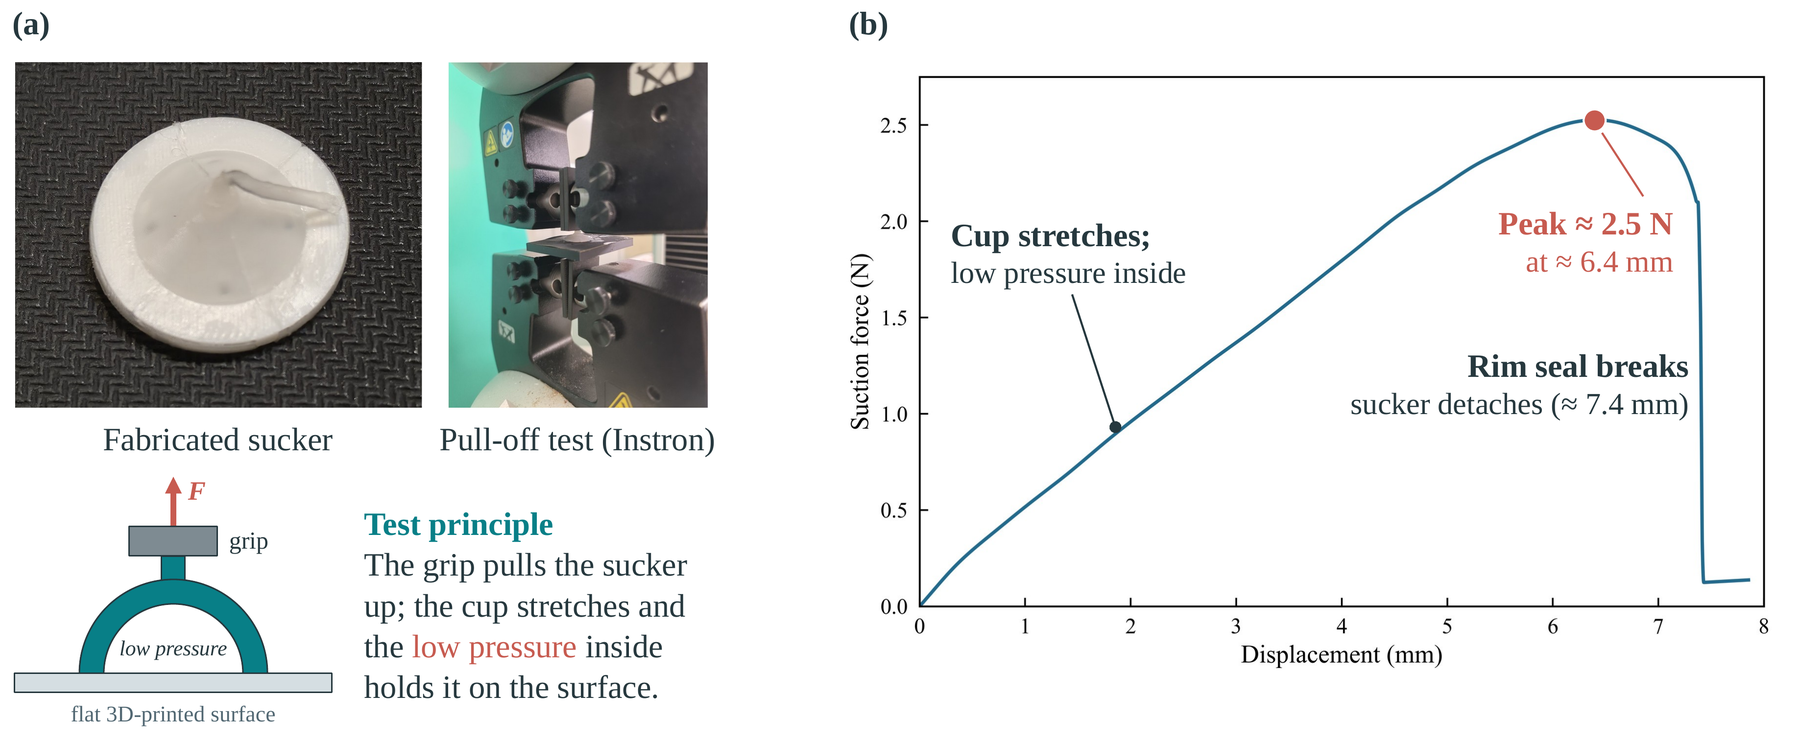 (a)
Fabricated sucker
Pull-off test (Instron)
F
grip
low pressure
flat 3D-printed surface
Test principle
The grip pulls the sucker
up; the cup stretches and
the low pressure inside
holds it on the surface.
(b)
Suction force (N)
2.5
2.0
1.5
1.0
0.5
0.0
Cup stretches;
low pressure inside
Peak ≈ 2.5 N
at ≈ 6.4 mm
Rim seal breaks
sucker detaches (≈ 7.4 mm)
0 1 2 3 4 5 6 7 8
Displacement (mm)